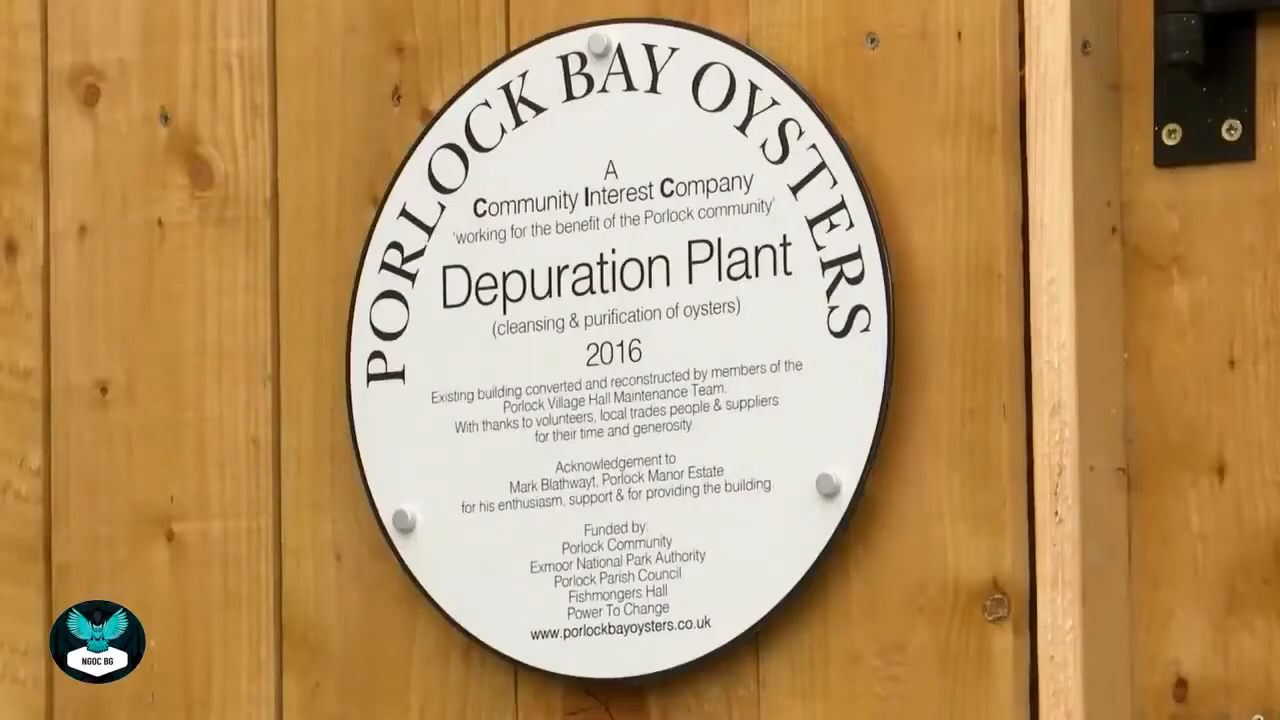 PORLOCK BAY OYSTERS
A
Community Interest Company
'working for the benefit of the Porlock community'
Depuration Plant
(cleansing & purification of oysters)
2016
Existing building converted and reconstructed by members of the
Porlock Village Hall Maintenance Team.
With thanks to volunteers, local trades people & suppliers
for their time and generosity.
Acknowledgement to
Mark Blathwayt, Porlock Manor Estate
for his enthusiasm, support & for providing the building.
Funded by:
Porlock Community
Exmoor National Park Authority
Porlock Parish Council
Fishmongers Hall
Power To Change
www.porlockbayoysters.co.uk
NGOC BG